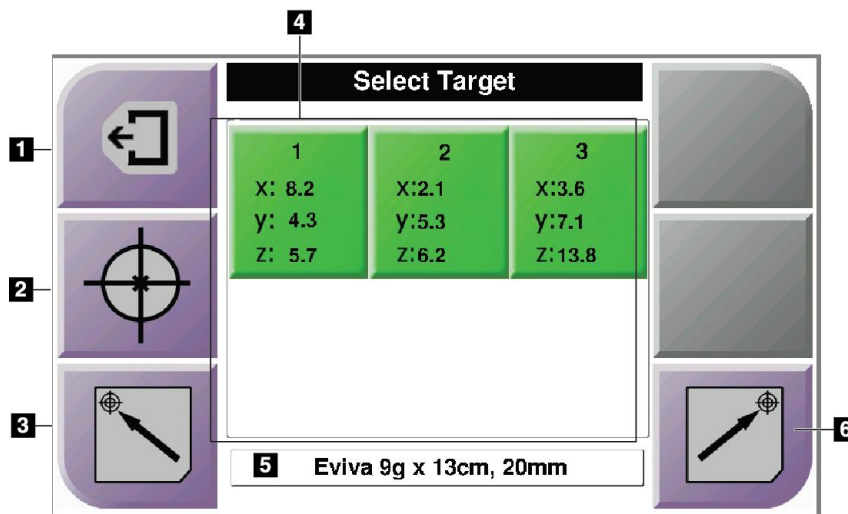 4
Select Target
1
2
3
1 2 3
x: 8.2 x:2.1 x:3.6
y: 4.3 y:5.3 y:7.1
z: 5.7 z:6.2 z:13.8
5 Eviva 9g x 13cm, 20mm
6